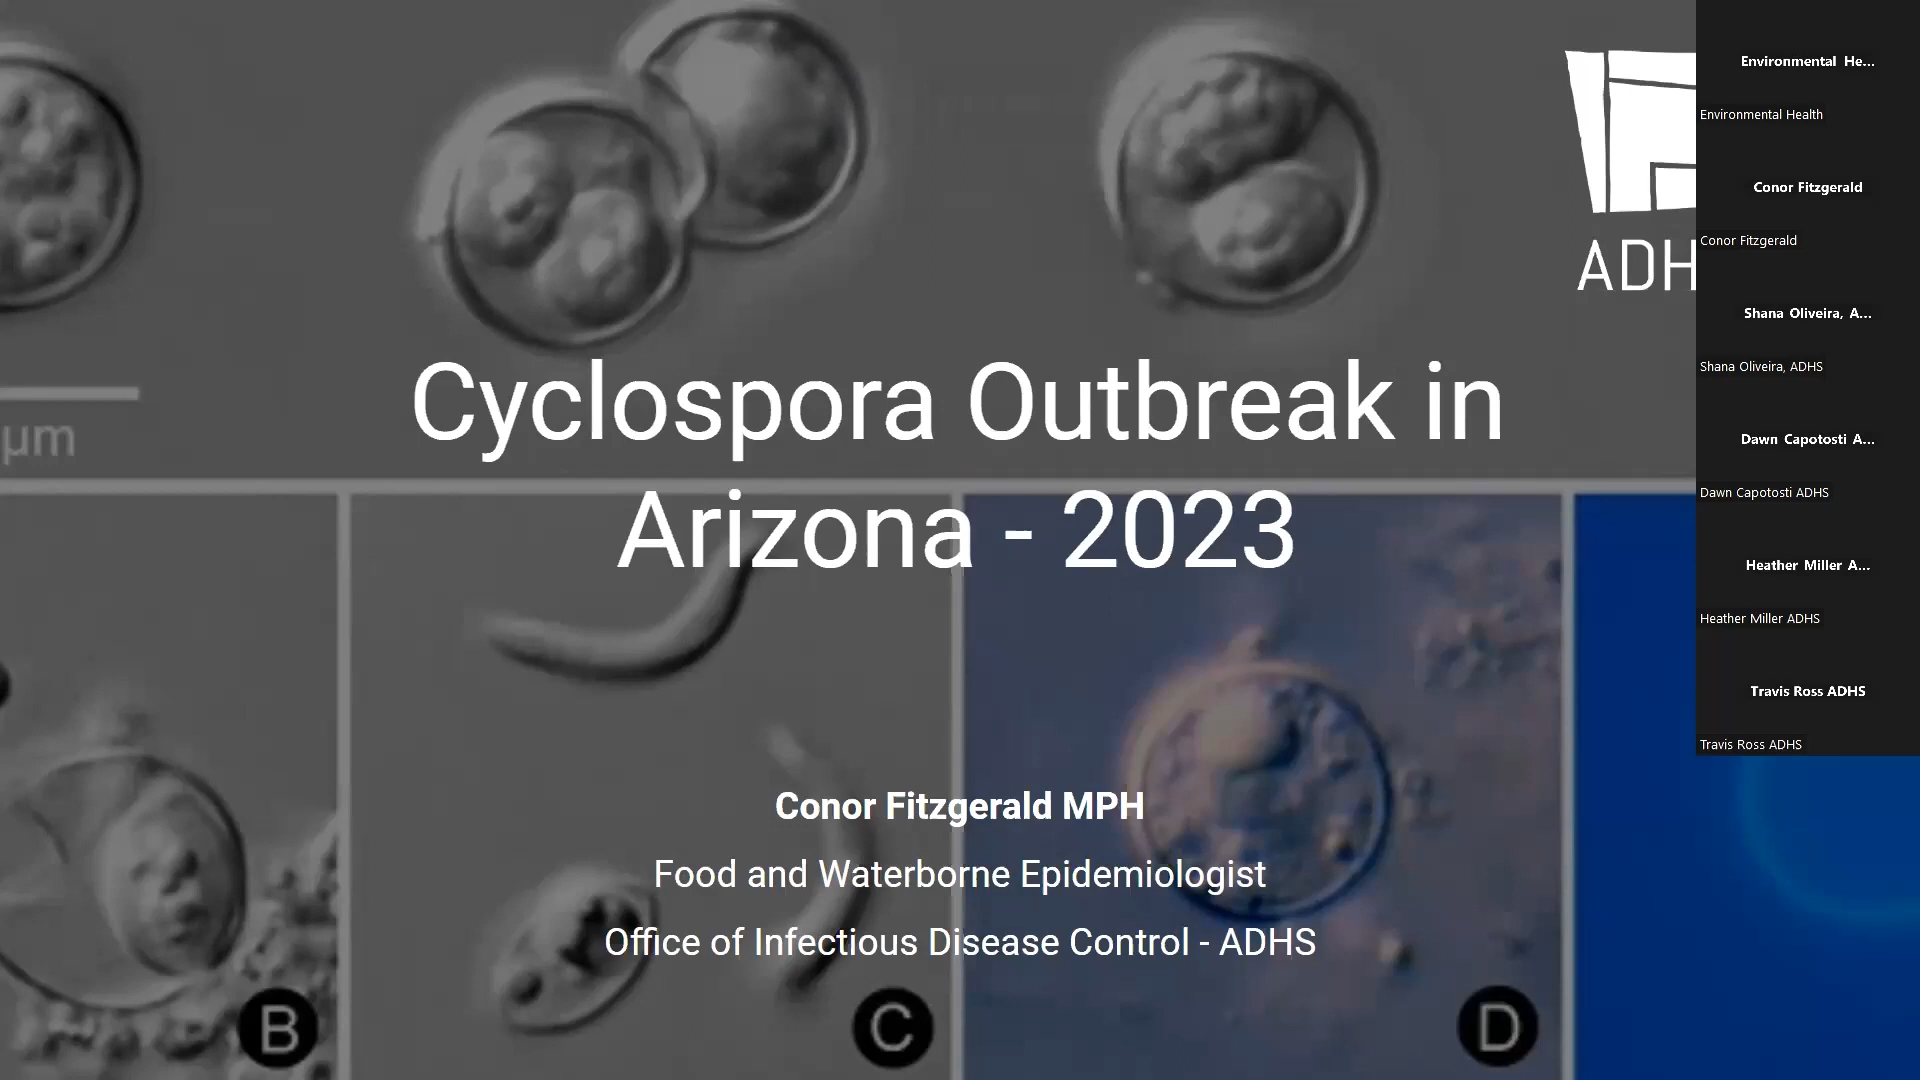 ADH
µm
Cyclospora Outbreak in
Arizona - 2023
Conor Fitzgerald MPH
Food and Waterborne Epidemiologist
Office of Infectious Disease Control - ADHS
B
C
D
Environmental He...
Environmental Health
Conor Fitzgerald
Conor Fitzgerald
Shana Oliveira, A...
Shana Oliveira, ADHS
Dawn Capotosti A...
Dawn Capotosti ADHS
Heather Miller A...
Heather Miller ADHS
Travis Ross ADHS
Travis Ross ADHS